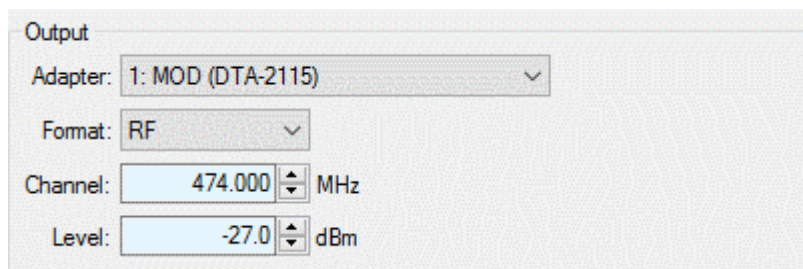 Output
Adapter: 1: MOD (DTA-2115)
Format: RF
Channel: 474.000 MHz
Level: -27.0 dBm